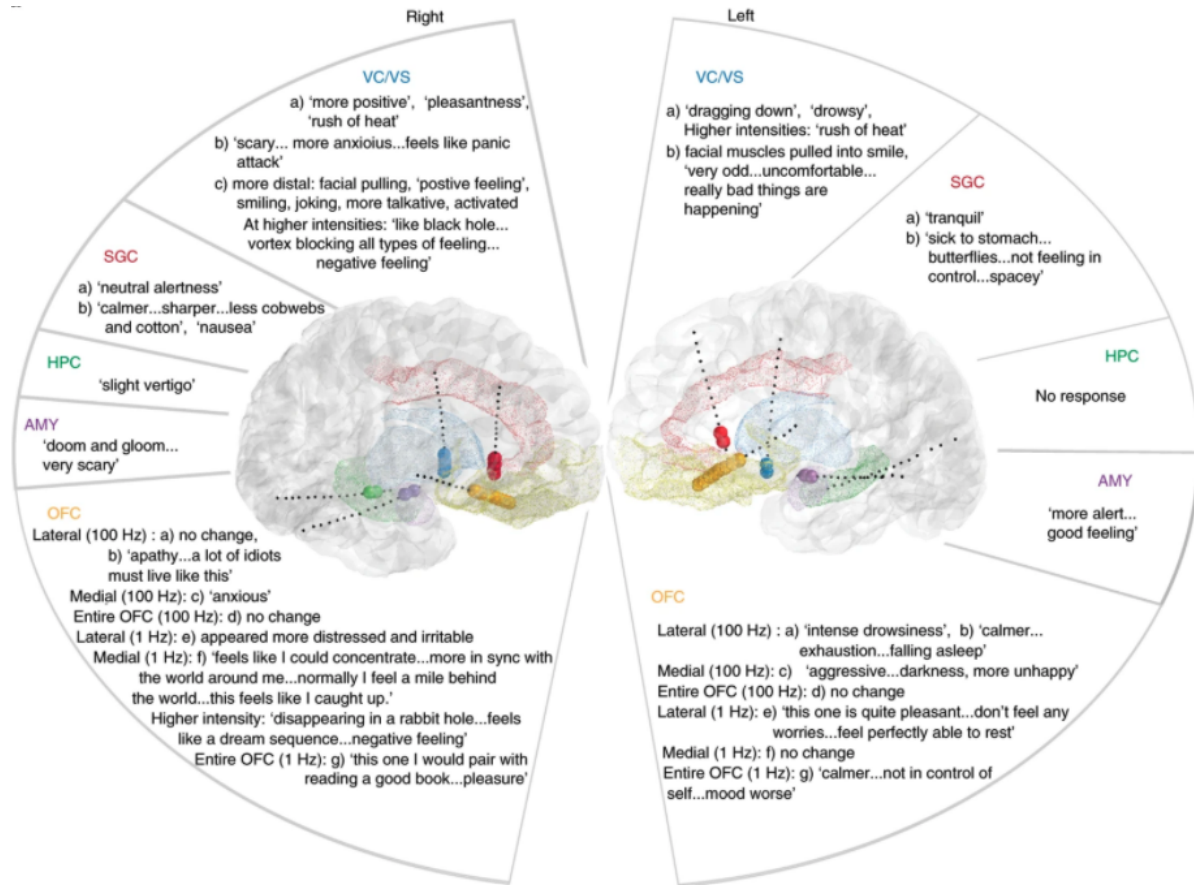 Right
VC/VS
a) ‘more positive’, ‘pleasantness’,
‘rush of heat’
b) ‘scary... more anxioius...feels like panic
attack’
c) more distal: facial pulling, ‘postive feeling’,
smiling, joking, more talkative, activated
At higher intensities: ‘like black hole...
vortex blocking all types of feeling...
negative feeling’
SGC
a) ‘neutral alertness’
b) ‘calmer...sharper...less cobwebs
and cotton’, ‘nausea’
HPC
‘slight vertigo’
AMY
‘doom and gloom...
very scary’
OFC
Lateral (100 Hz) : a) no change,
b) ‘apathy...a lot of idiots
must live like this’
Medial (100 Hz): c) ‘anxious’
Entire OFC (100 Hz): d) no change
Lateral (1 Hz): e) appeared more distressed and irritable
Medial (1 Hz): f) ‘feels like I could concentrate...more in sync with
the world around me...normally I feel a mile behind
the world...this feels like I caught up.’
Higher intensity: ‘disappearing in a rabbit hole...feels
like a dream sequence...negative feeling’
Entire OFC (1 Hz): g) ‘this one I would pair with
reading a good book...pleasure’
Left
VC/VS
a) ‘dragging down’, ‘drowsy’,
Higher intensities: ‘rush of heat’
b) facial muscles pulled into smile,
‘very odd...uncomfortable...
really bad things are
happening’
SGC
a) ‘tranquil’
b) ‘sick to stomach...
butterflies...not feeling in
control...spacey’
HPC
No response
AMY
‘more alert...
good feeling’
OFC
Lateral (100 Hz) : a) ‘intense drowsiness’, b) ‘calmer...
exhaustion...falling asleep’
Medial (100 Hz): c) ‘aggressive...darkness, more unhappy’
Entire OFC (100 Hz): d) no change
Lateral (1 Hz): e) ‘this one is quite pleasant...don’t feel any
worries...feel perfectly able to rest’
Medial (1 Hz): f) no change
Entire OFC (1 Hz): g) ‘calmer...not in control of
self...mood worse’